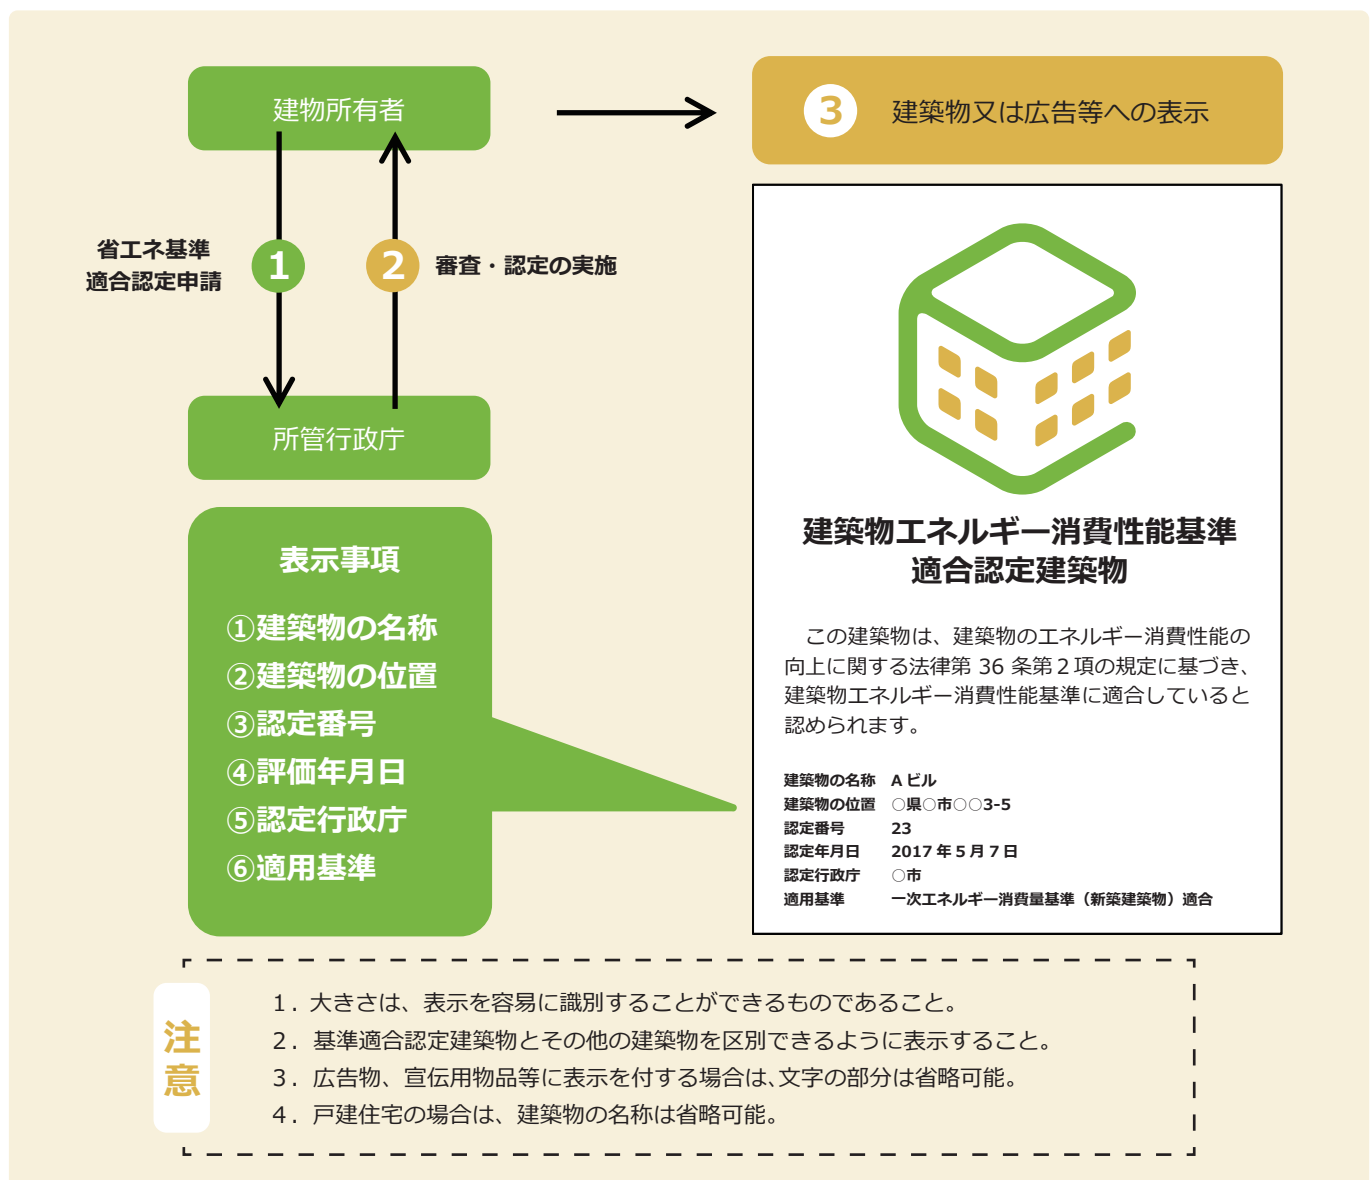 建物所有者
3 建築物又は広告等への表示
省エネ基準
適合認定申請
1
2
審査・認定の実施
所管行政庁
表示事項
①建築物の名称
②建築物の位置
③認定番号
④評価年月日
⑤認定行政庁
⑥適用基準
建築物エネルギー消費性能基準
適合認定建築物
この建築物は、建築物のエネルギー消費性能の
向上に関する法律第 36 条第２項の規定に基づき、
建築物エネルギー消費性能基準に適合していると
認められます。
建築物の名称 A ビル
建築物の位置 ○県○市○○3-5
認定番号 23
認定年月日 2017 年 5 月 7 日
認定行政庁 ○市
適用基準 一次エネルギー消費量基準（新築建築物）適合
注意
１．大きさは、表示を容易に識別することができるものであること。
２．基準適合認定建築物とその他の建築物を区別できるように表示すること。
３．広告物、宣伝用物品等に表示を付する場合は、文字の部分は省略可能。
４．戸建住宅の場合は、建築物の名称は省略可能。